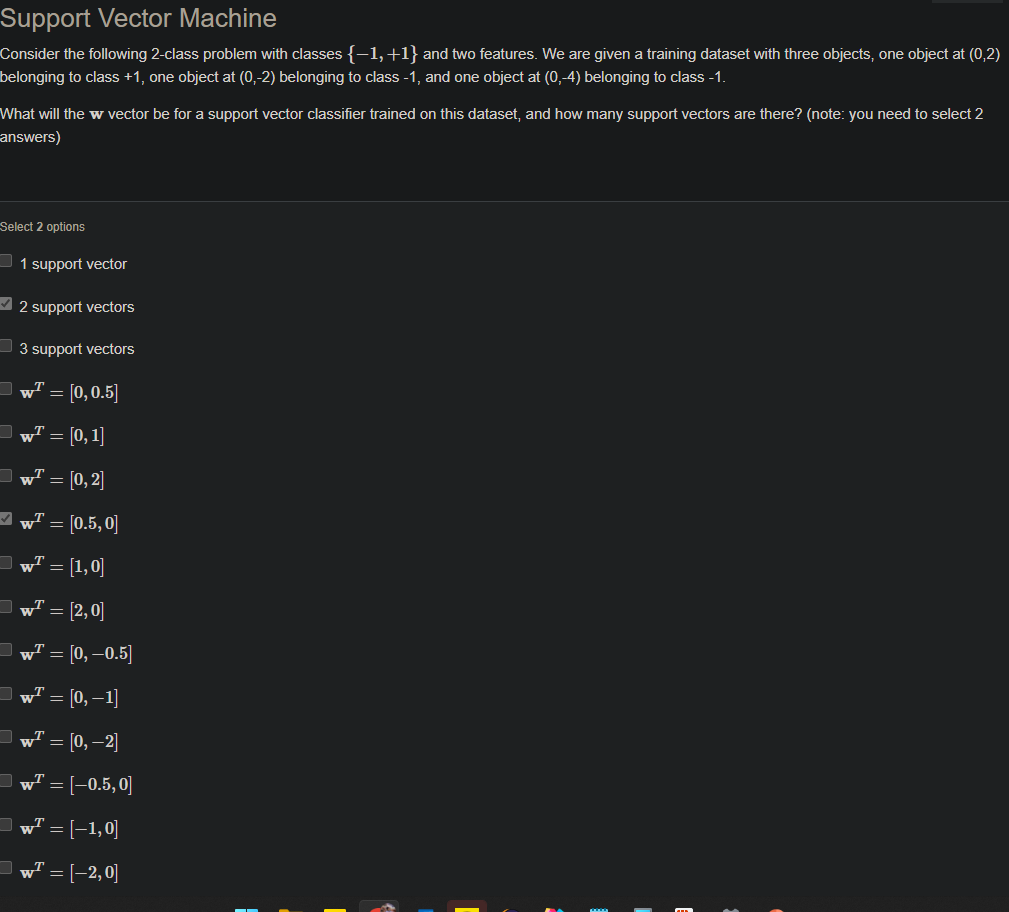 Support Vector Machine
Consider the following 2-class problem with classes {−1, +1} and two features. We are given a training dataset with three objects, one object at (0,2)
belonging to class +1, one object at (0,-2) belonging to class -1, and one object at (0,-4) belonging to class -1.
What will the w vector be for a support vector classifier trained on this dataset, and how many support vectors are there? (note: you need to select 2
answers)
Select 2 options
1 support vector
2 support vectors
3 support vectors
w^T = [0, 0.5]
w^T = [0, 1]
w^T = [0, 2]
w^T = [0.5, 0]
w^T = [1, 0]
w^T = [2, 0]
w^T = [0, −0.5]
w^T = [0, −1]
w^T = [0, −2]
w^T = [−0.5, 0]
w^T = [−1, 0]
w^T = [−2, 0]